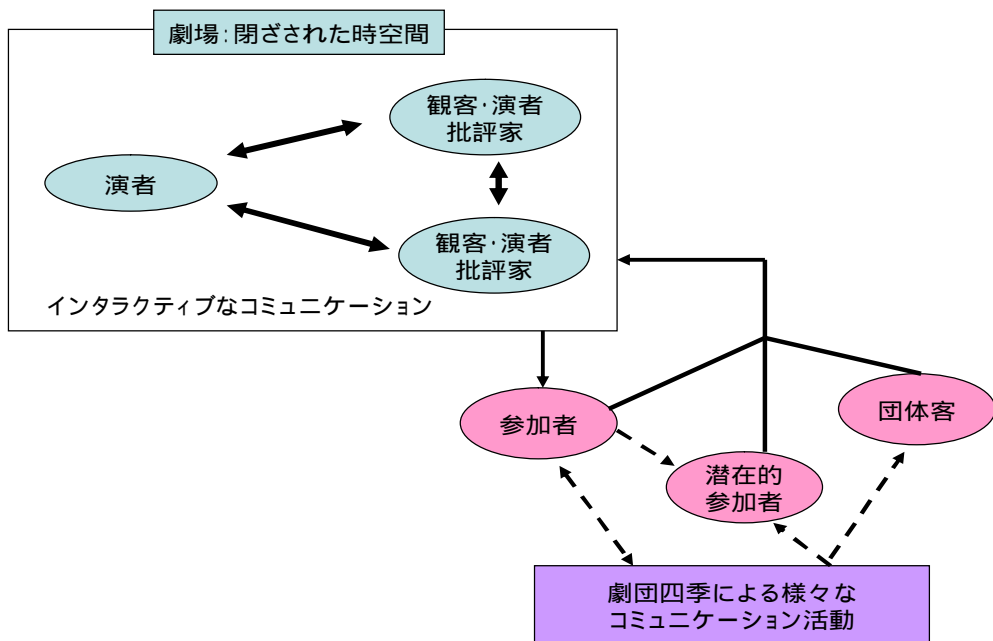 劇場：閉ざされた時空間
観客・演者
批評家
演者
観客・演者
批評家
インタラクティブなコミュニケーション
参加者
団体客
潜在的
参加者
劇団四季による様々な
コミュニケーション活動